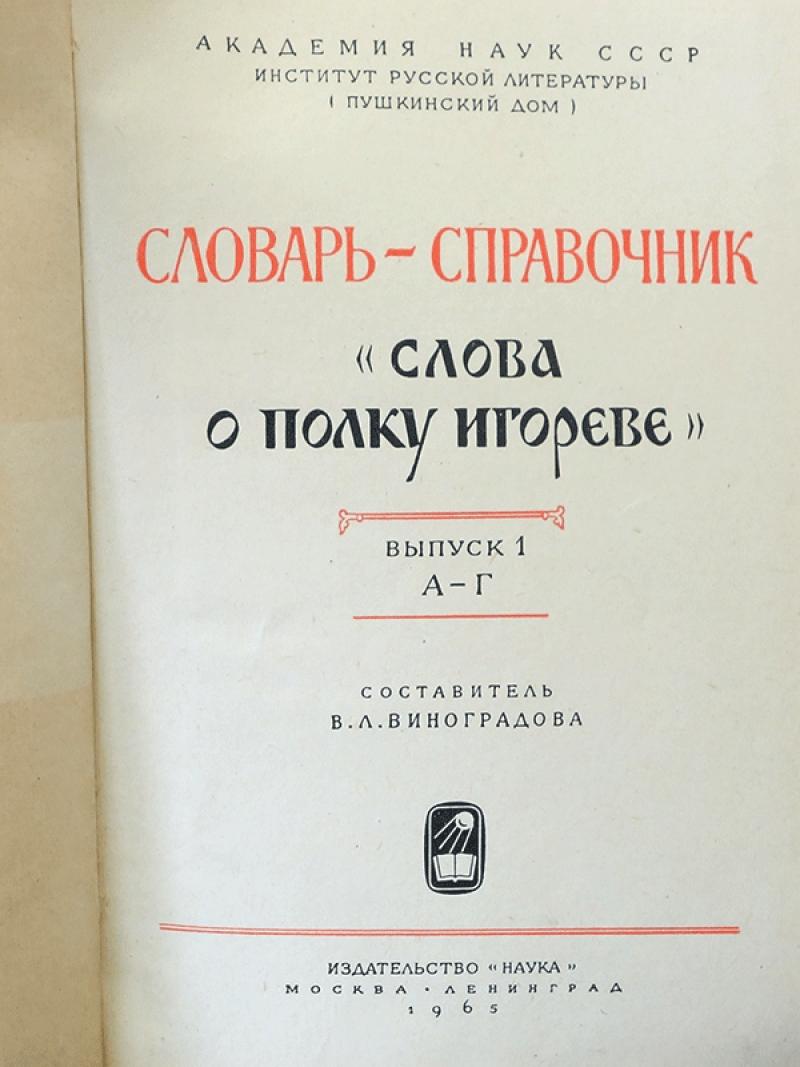 АКАДЕМИЯ НАУК СССР
ИНСТИТУТ РУССКОЙ ЛИТЕРАТУРЫ
( ПУШКИНСКИЙ ДОМ )
СЛОВАРЬ – СПРАВОЧНИК
« СЛОВА
О ПОЛКУ ИГОРЕВЕ »
ВЫПУСК 1
А – Г
СОСТАВИТЕЛЬ
В. Л. ВИНОГРАДОВА
ИЗДАТЕЛЬСТВО «НАУКА»
МОСКВА · ЛЕНИНГРАД
1965